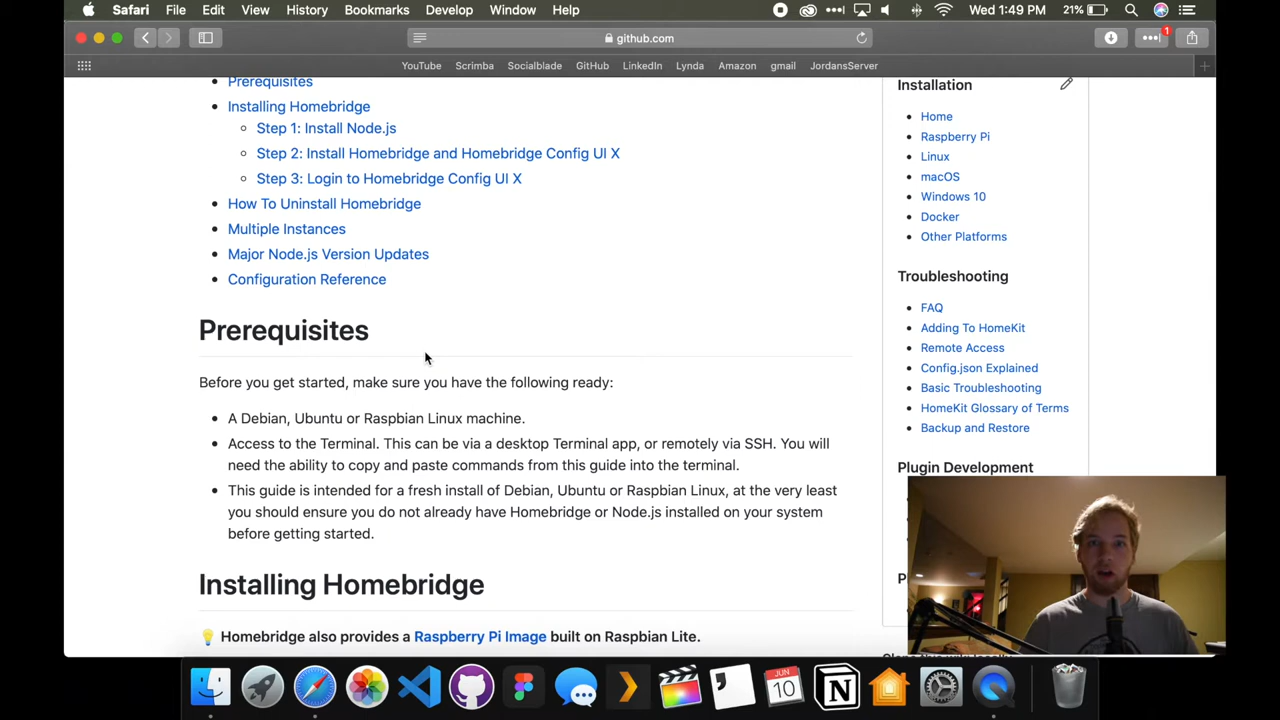 Safari File Edit View History Bookmarks Develop Window Help Wed 1:49 PM 21%
github.com
1
YouTube Scrimba Socialblade GitHub LinkedIn Lynda Amazon gmail JordansServer
Prerequisites
Installing Homebridge
Step 1: Install Node.js
Step 2: Install Homebridge and Homebridge Config UI X
Step 3: Login to Homebridge Config UI X
How To Uninstall Homebridge
Multiple Instances
Major Node.js Version Updates
Configuration Reference
Prerequisites
Before you get started, make sure you have the following ready:
A Debian, Ubuntu or Raspbian Linux machine.
Access to the Terminal. This can be via a desktop Terminal app, or remotely via SSH. You will
need the ability to copy and paste commands from this guide into the terminal.
This guide is intended for a fresh install of Debian, Ubuntu or Raspbian Linux, at the very least
you should ensure you do not already have Homebridge or Node.js installed on your system
before getting started.
Installing Homebridge
Homebridge also provides a Raspberry Pi Image built on Raspbian Lite.
Installation
Home
Raspberry Pi
Linux
macOS
Windows 10
Docker
Other Platforms
Troubleshooting
FAQ
Adding To HomeKit
Remote Access
Config.json Explained
Basic Troubleshooting
HomeKit Glossary of Terms
Backup and Restore
Plugin Development
JUN
10